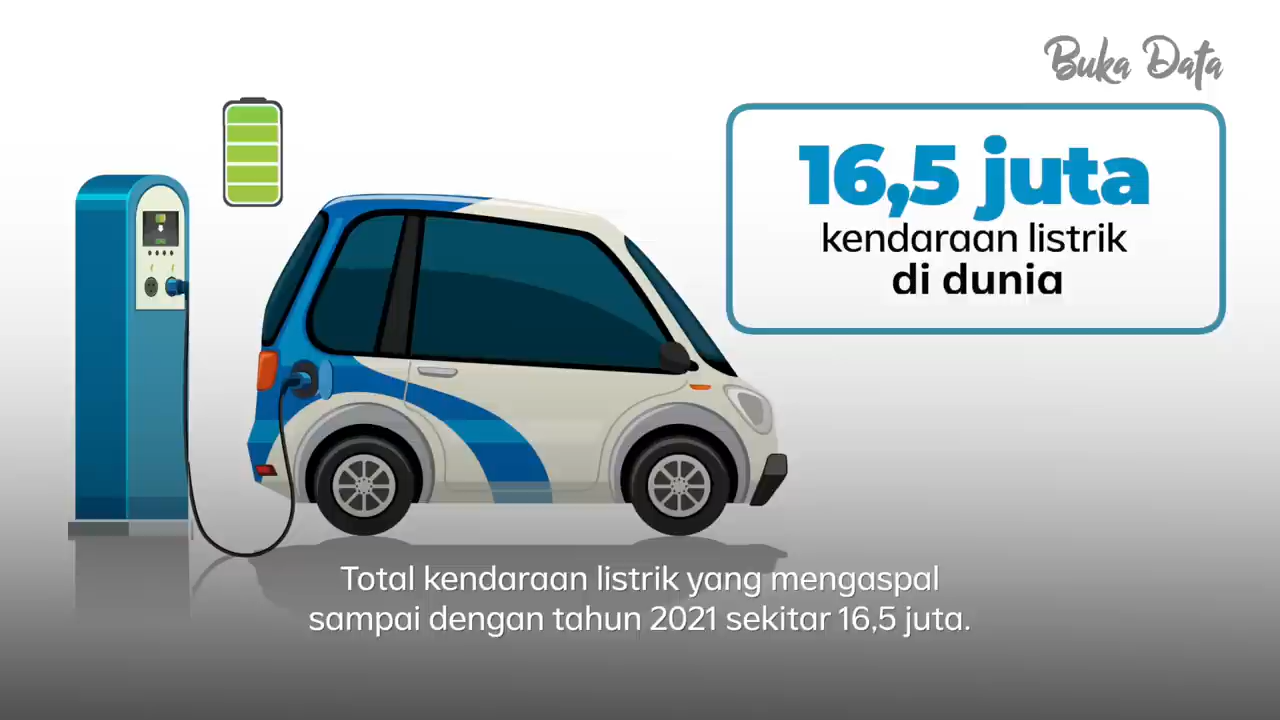 Buka Data
16,5 juta
kendaraan listrik
di dunia
Total kendaraan listrik yang mengaspal
sampai dengan tahun 2021 sekitar 16,5 juta.